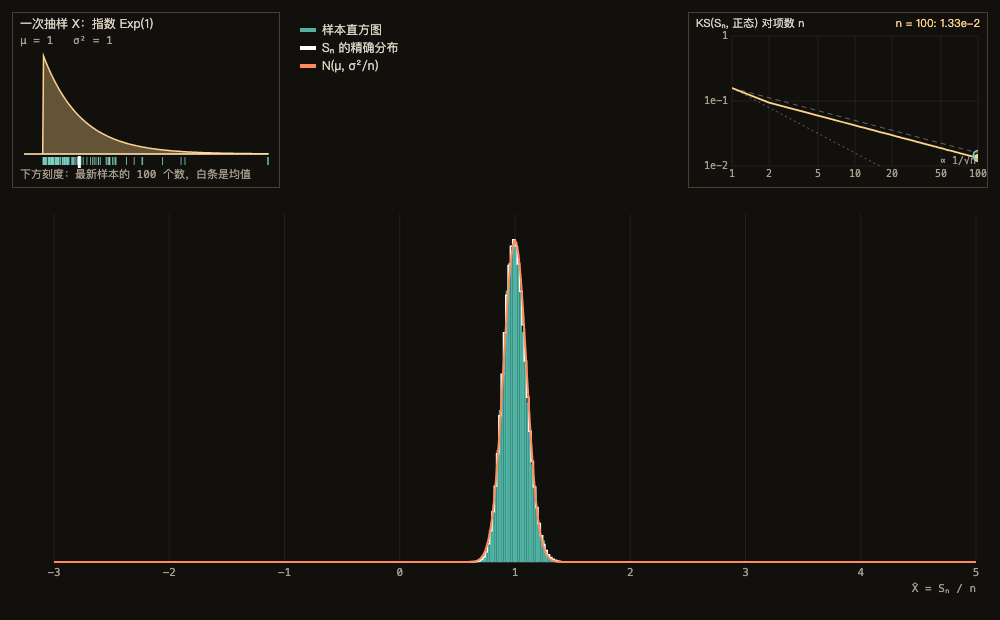 一次抽样 X：指数 Exp(1)
μ = 1   σ² = 1
下方刻度：最新样本的 100 个数，白条是均值
样本直方图
Sₙ 的精确分布
N(μ, σ²/n)
KS(Sₙ, 正态) 对项数 n
n = 100: 1.33e−2
1
1e−1
1e−2
∝ 1/√n
1 2 5 10 20 50 100
−3 −2 −1 0 1 2 3 4 5
X̄ = Sₙ / n